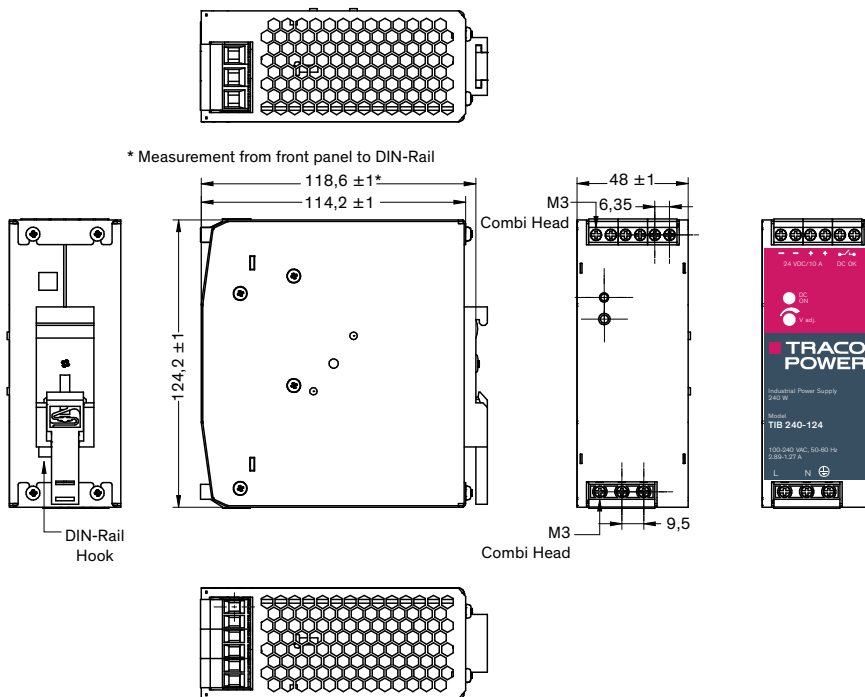 * Measurement from front panel to DIN-Rail
118,6 ±1*
114,2 ±1
124,2 ±1
DIN-Rail
Hook
48 ±1
M3
Combi Head
6,35
M3
Combi Head
9,5
– – + +
24 VDC/10 A DC OK
DC
ON
V adj.
TRACO
POWER
Industrial Power Supply
240 W
Model
TIB 240-124
100-240 VAC, 50-60 Hz
2.89-1.27 A
L N